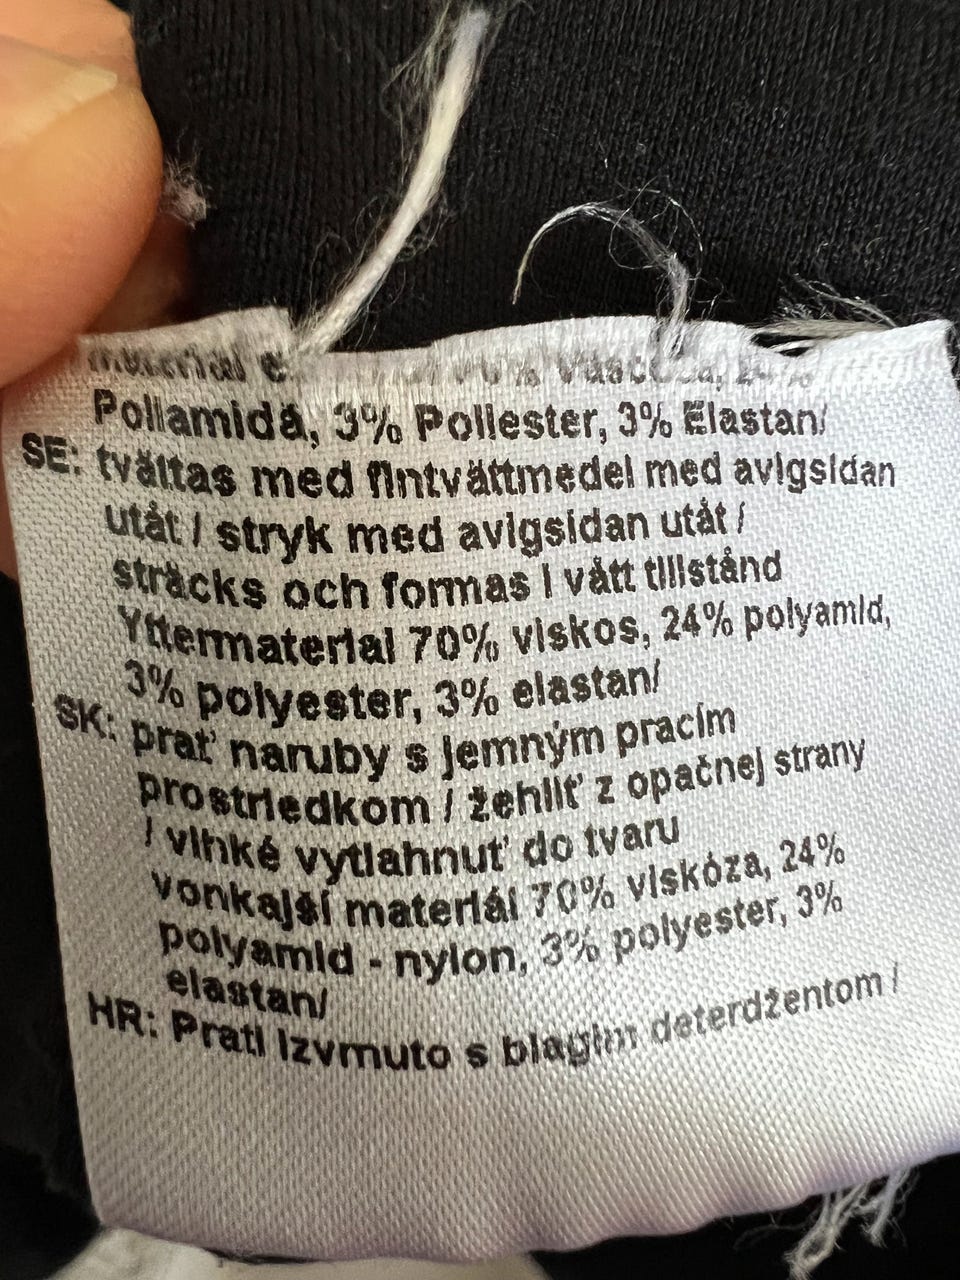 Poliamida, 3% Poliester, 3% Elastan/
SE: tvättas med fintvättmedel med avigsidan
utåt / stryk med avigsidan utåt /
sträcks och formas i vått tillstånd
Yttermaterial 70% viskos, 24% polyamid,
3% polyester, 3% elastan/
SK: prať naruby s jemným pracím
prostriedkom / žehliť z opačnej strany
/ vlhké vytiahnuť do tvaru
vonkajší materiál 70% viskóza, 24%
polyamid - nylon, 3% polyester, 3%
elastan/
HR: Prati izvrnuto s blagim deterdžentom /